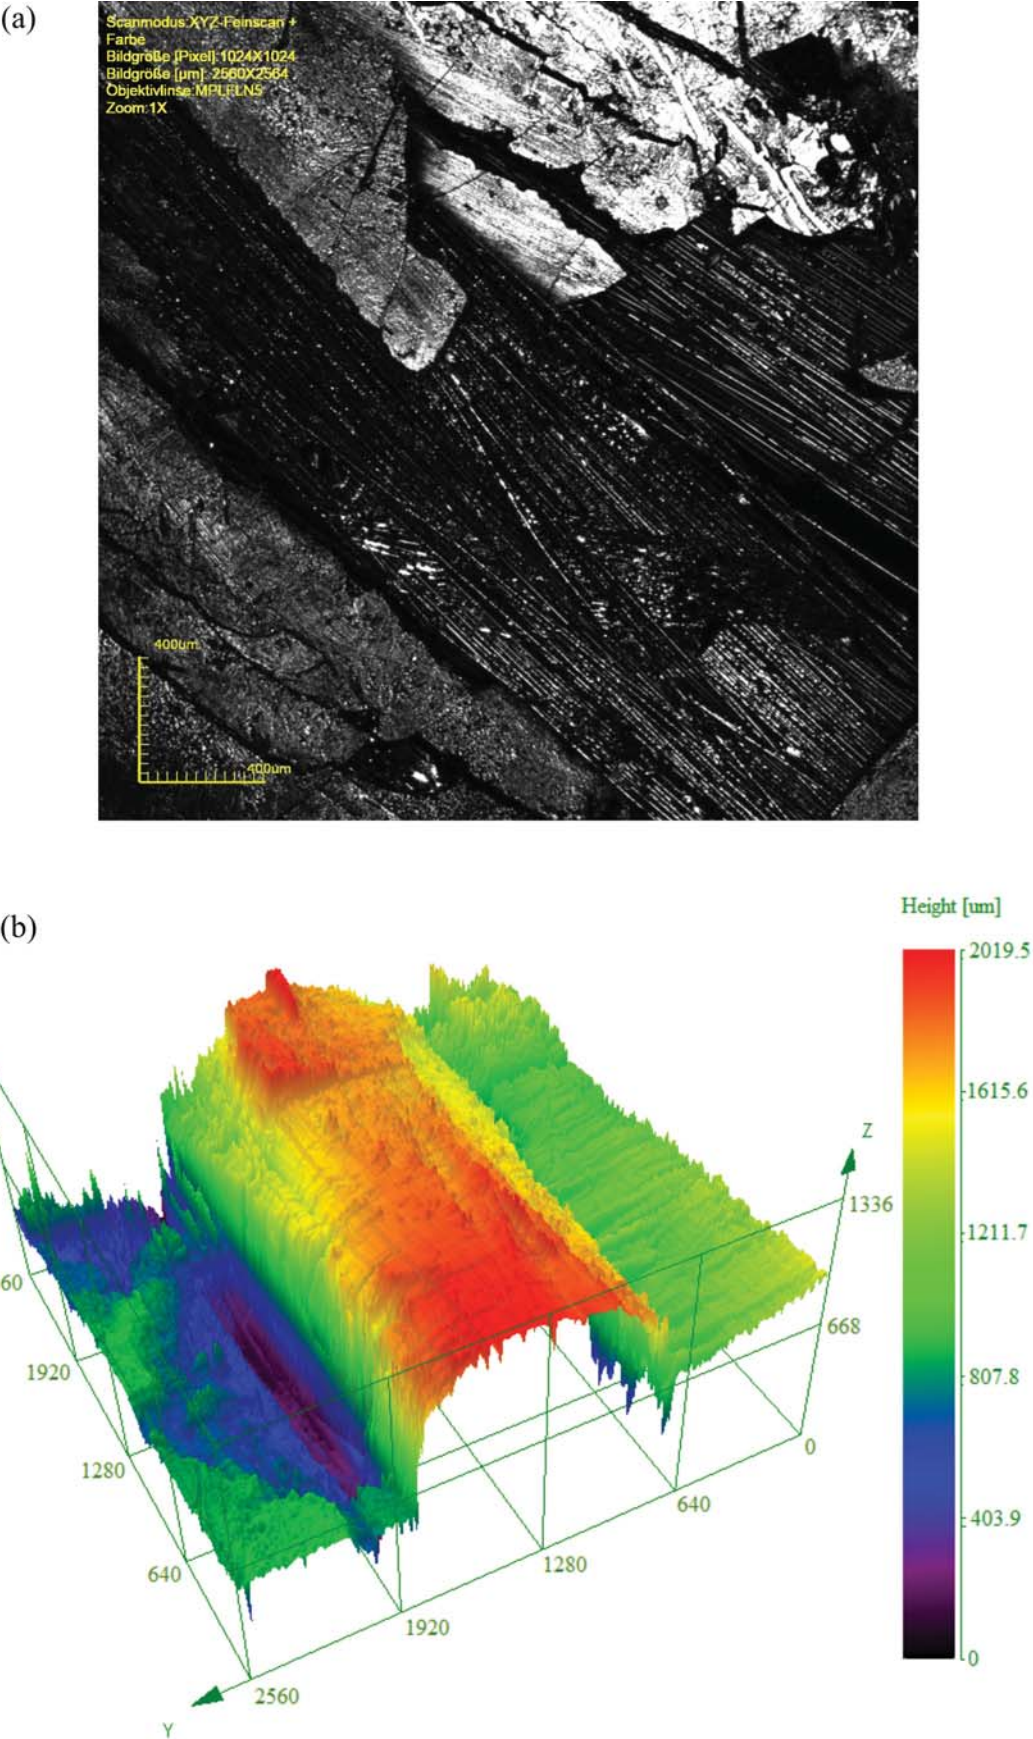 (a)
Scanmodus:XYZ-Feinscan +
Farbe
Bildgröße [Pixel]:1024X1024
Bildgröße [µm]: 2560X2564
Objektivlinse:MPLFLN5
Zoom:1X
400um
400um
(b)
Height [um]
2019.5
1615.6
Z
1336
1211.7
60
668
1920
807.8
0
1280
640
403.9
640
1280
1920
2560
0
Y